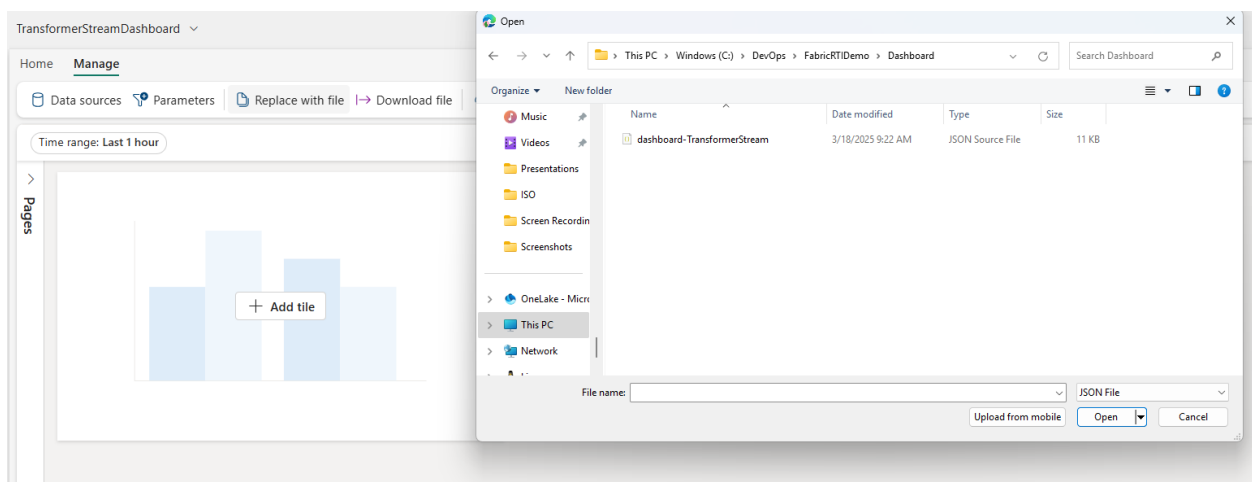 TransformerStreamDashboard
Home Manage
Data sources Parameters Replace with file Download file
Time range: Last 1 hour
Pages
+ Add tile
Open
This PC > Windows (C:) > DevOps > FabricRTIDemo > Dashboard
Search Dashboard
Organize New folder
Name Date modified Type Size
dashboard-TransformerStream 3/18/2025 9:22 AM JSON Source File 11 KB
Music
Videos
Presentations
ISO
Screen Recordin
Screenshots
OneLake - Micro
This PC
Network
File name: JSON File
Upload from mobile Open Cancel